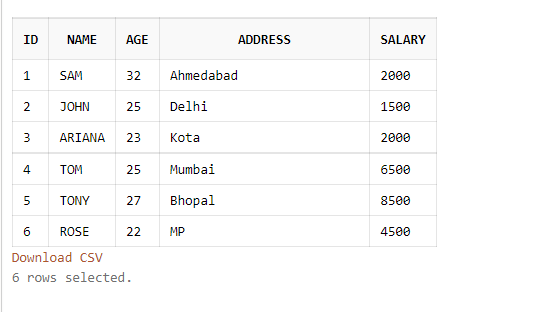 ID NAME AGE ADDRESS SALARY
1 SAM 32 Ahmedabad 2000
2 JOHN 25 Delhi 1500
3 ARIANA 23 Kota 2000
4 TOM 25 Mumbai 6500
5 TONY 27 Bhopal 8500
6 ROSE 22 MP 4500
Download CSV
6 rows selected.